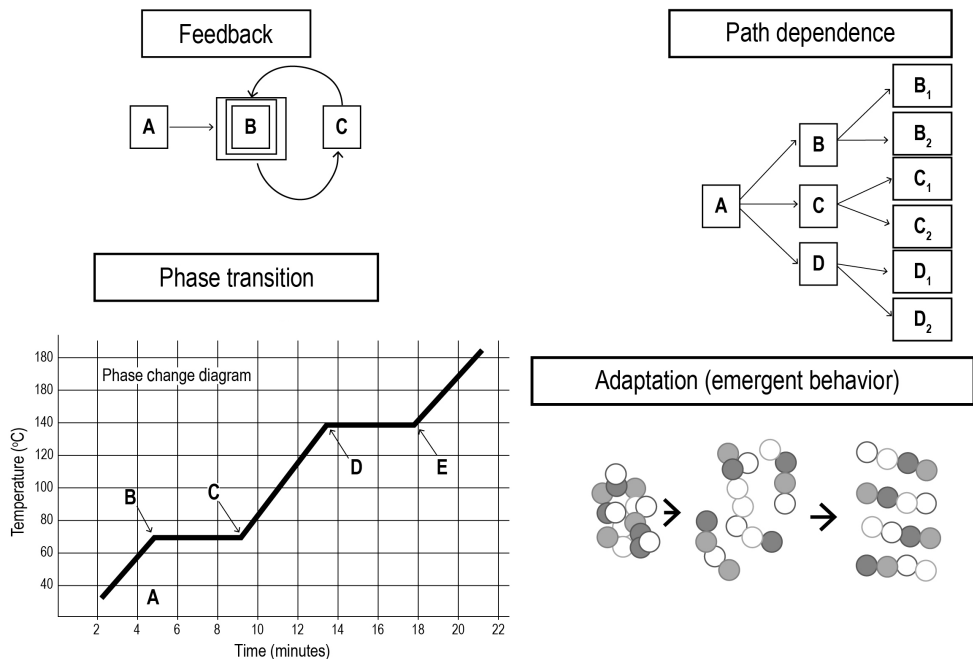 Feedback
A
B
C
Path dependence
A
B
C
D
B1
B2
C1
C2
D1
D2
Phase transition
Phase change diagram
Temperature (oC)
180
180
140
120
100
80
60
40
A
B
C
D
E
2 4 6 8 10 12 14 16 18 20 22
Time (minutes)
Adaptation (emergent behavior)